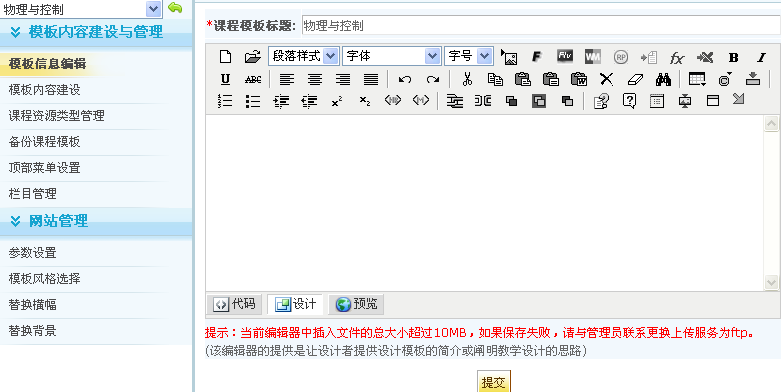 物理与控制
模板内容建设与管理
模板信息编辑
模板内容建设
课程资源类型管理
备份课程模板
顶部菜单设置
栏目管理
网站管理
参数设置
模板风格选择
替换横幅
替换背景
*课程模板标题: 物理与控制
段落样式 字体 字号 F Riv WM RP fx B I
U ABC
x² x₂
代码 设计 预览
提示：当前编辑器中插入文件的总大小超过10MB，如果保存失败，请与管理员联系更换上传服务为ftp。
(该编辑器的提供是让设计者提供设计模板的简介或阐明教学设计的思路)
提交